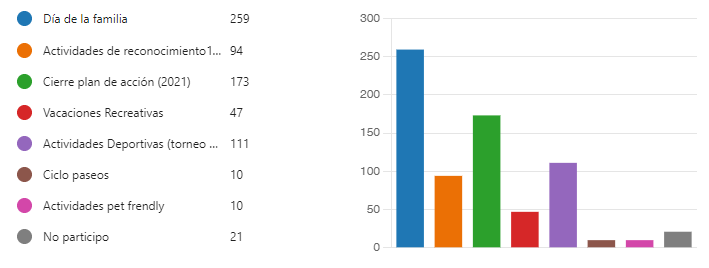 Día de la familia 259
Actividades de reconocimiento1... 94
Cierre plan de acción (2021) 173
Vacaciones Recreativas 47
Actividades Deportivas (torneo ... 111
Ciclo paseos 10
Actividades pet frendly 10
No participo 21
300
250
200
150
100
50
0